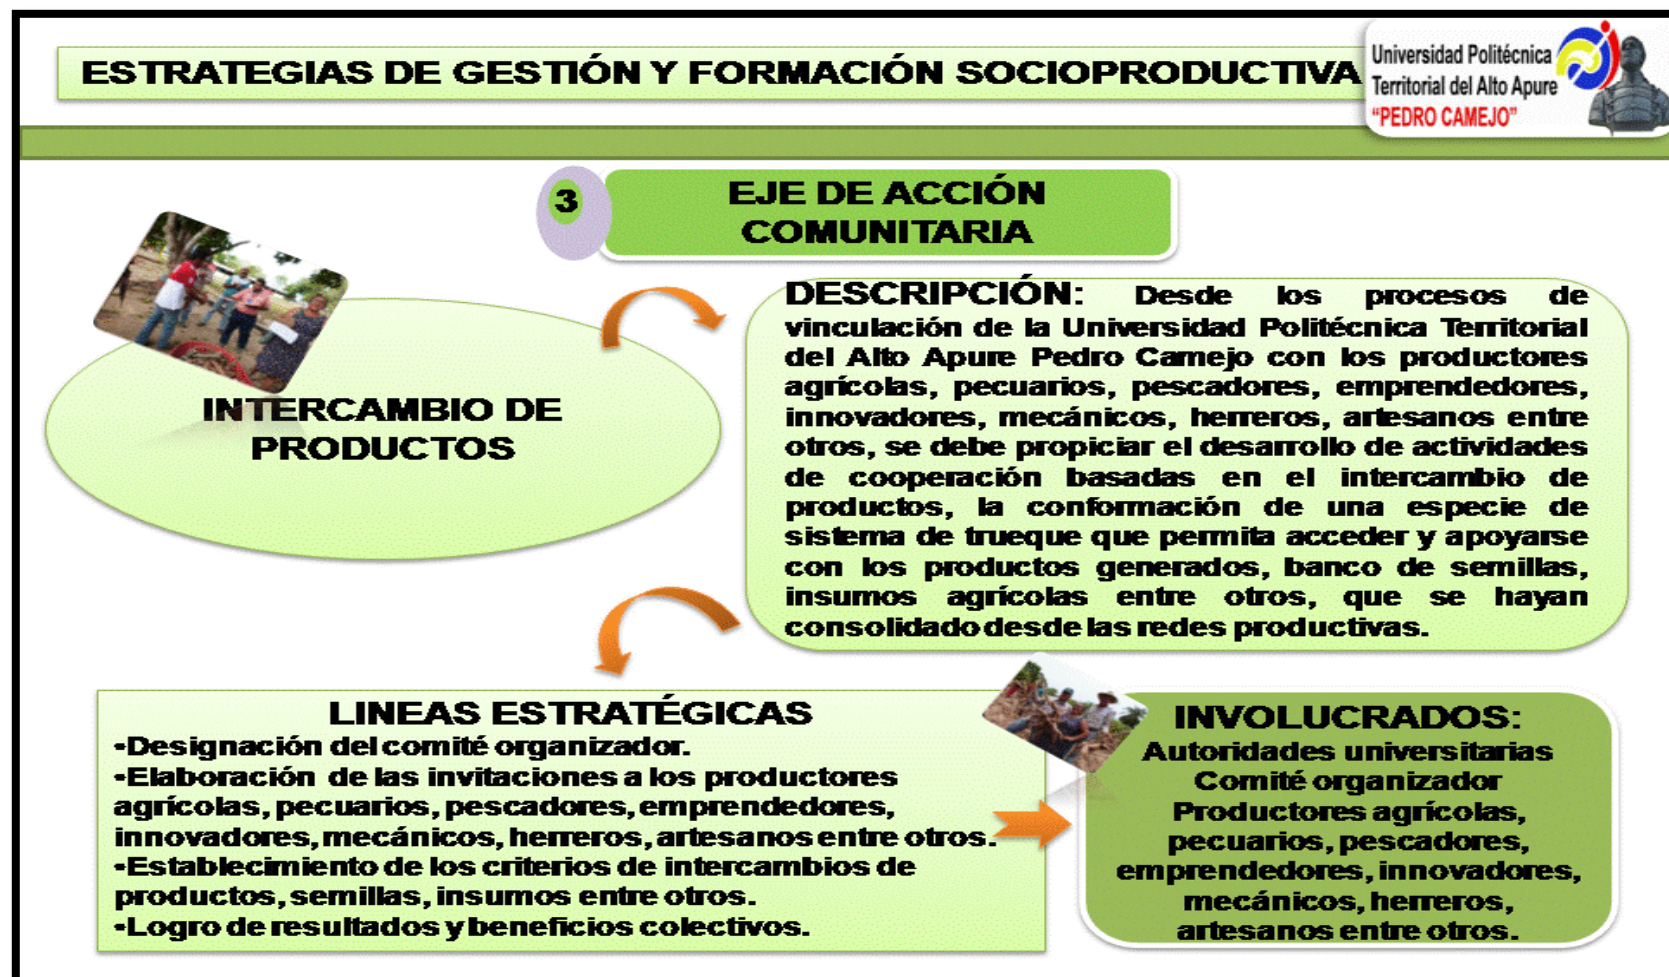 ESTRATEGIAS DE GESTIÓN Y FORMACIÓN SOCIOPRODUCTIVA
Universidad Politécnica
Territorial del Alto Apure
“PEDRO CAMEJO”
3
EJE DE ACCIÓN
COMUNITARIA
INTERCAMBIO DE
PRODUCTOS
DESCRIPCIÓN: Desde los procesos de
vinculación de la Universidad Politécnica Territorial
del Alto Apure Pedro Camejo con los productores
agrícolas, pecuarios, pescadores, emprendedores,
innovadores, mecánicos, herreros, artesanos entre
otros, se debe propiciar el desarrollo de actividades
de cooperación basadas en el intercambio de
productos, la conformación de una especie de
sistema de trueque que permita acceder y apoyarse
con los productos generados, banco de semillas,
insumos agrícolas entre otros, que se hayan
consolidado desde las redes productivas.
LINEAS ESTRATÉGICAS
•Designación del comité organizador.
•Elaboración de las invitaciones a los productores
agrícolas, pecuarios, pescadores, emprendedores,
innovadores, mecánicos, herreros, artesanos entre otros.
•Establecimiento de los criterios de intercambios de
productos, semillas, insumos entre otros.
•Logro de resultados y beneficios colectivos.
INVOLUCRADOS:
Autoridades universitarias
Comité organizador
Productores agrícolas,
pecuarios, pescadores,
emprendedores, innovadores,
mecánicos, herreros,
artesanos entre otros.